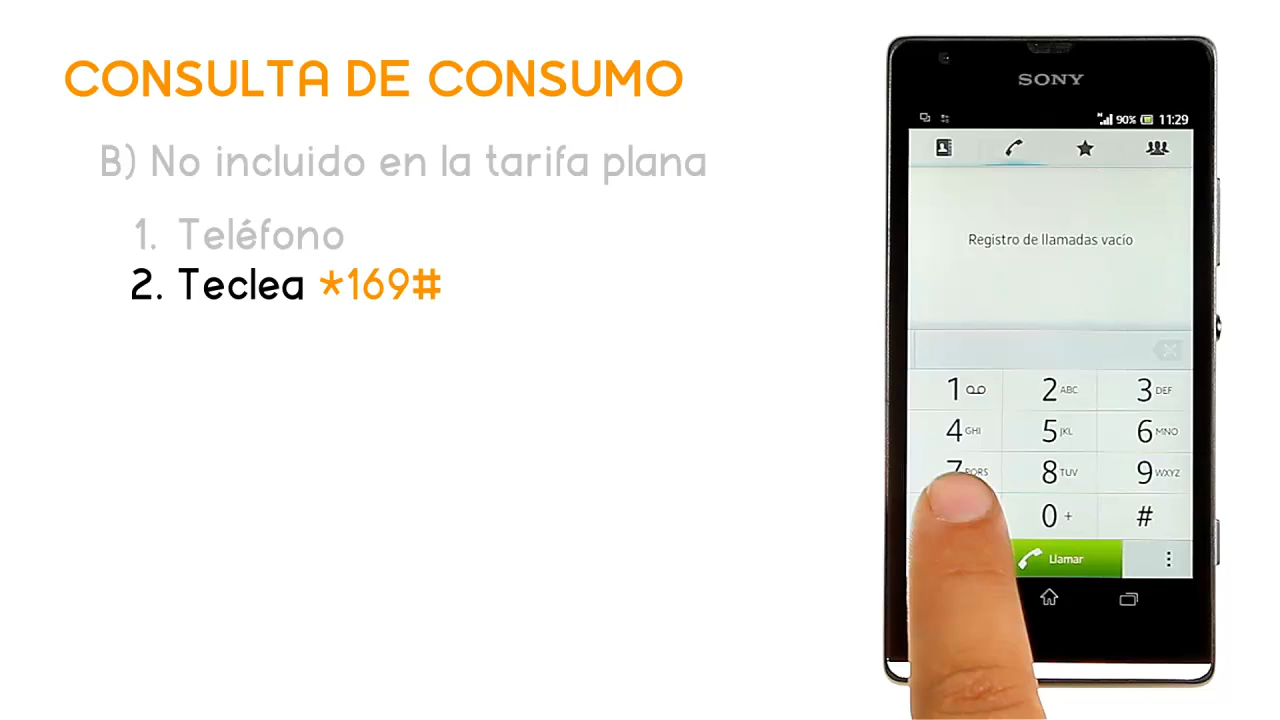 CONSULTA DE CONSUMO
B) No incluido en la tarifa plana
1. Teléfono
2. Teclea *169#
SONY
90% 11:29
Registro de llamadas vacío
1 2 ABC 3 DEF
4 GHI 5 JKL 6 MNO
7 PQRS 8 TUV 9 WXYZ
0 + #
Llamar